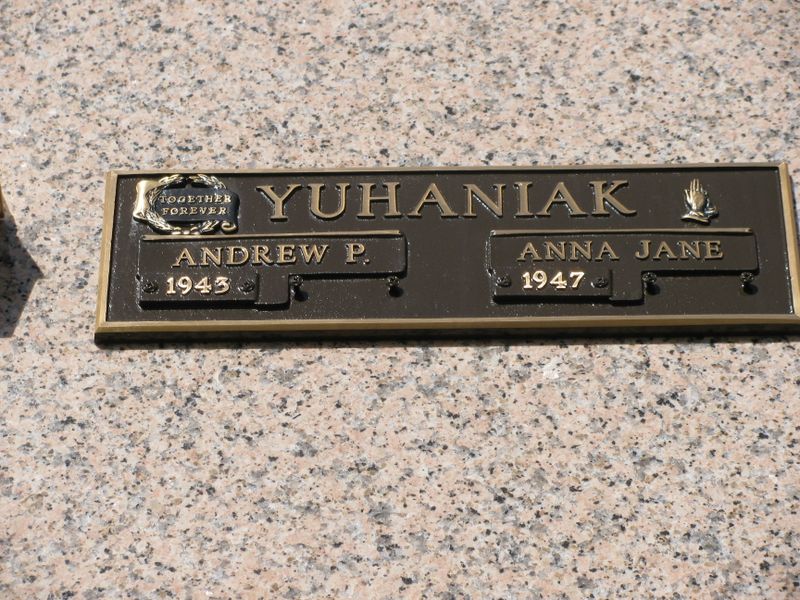 TOGETHER
FOREVER
YUHANIAK
ANDREW P.
1943
ANNA JANE
1947